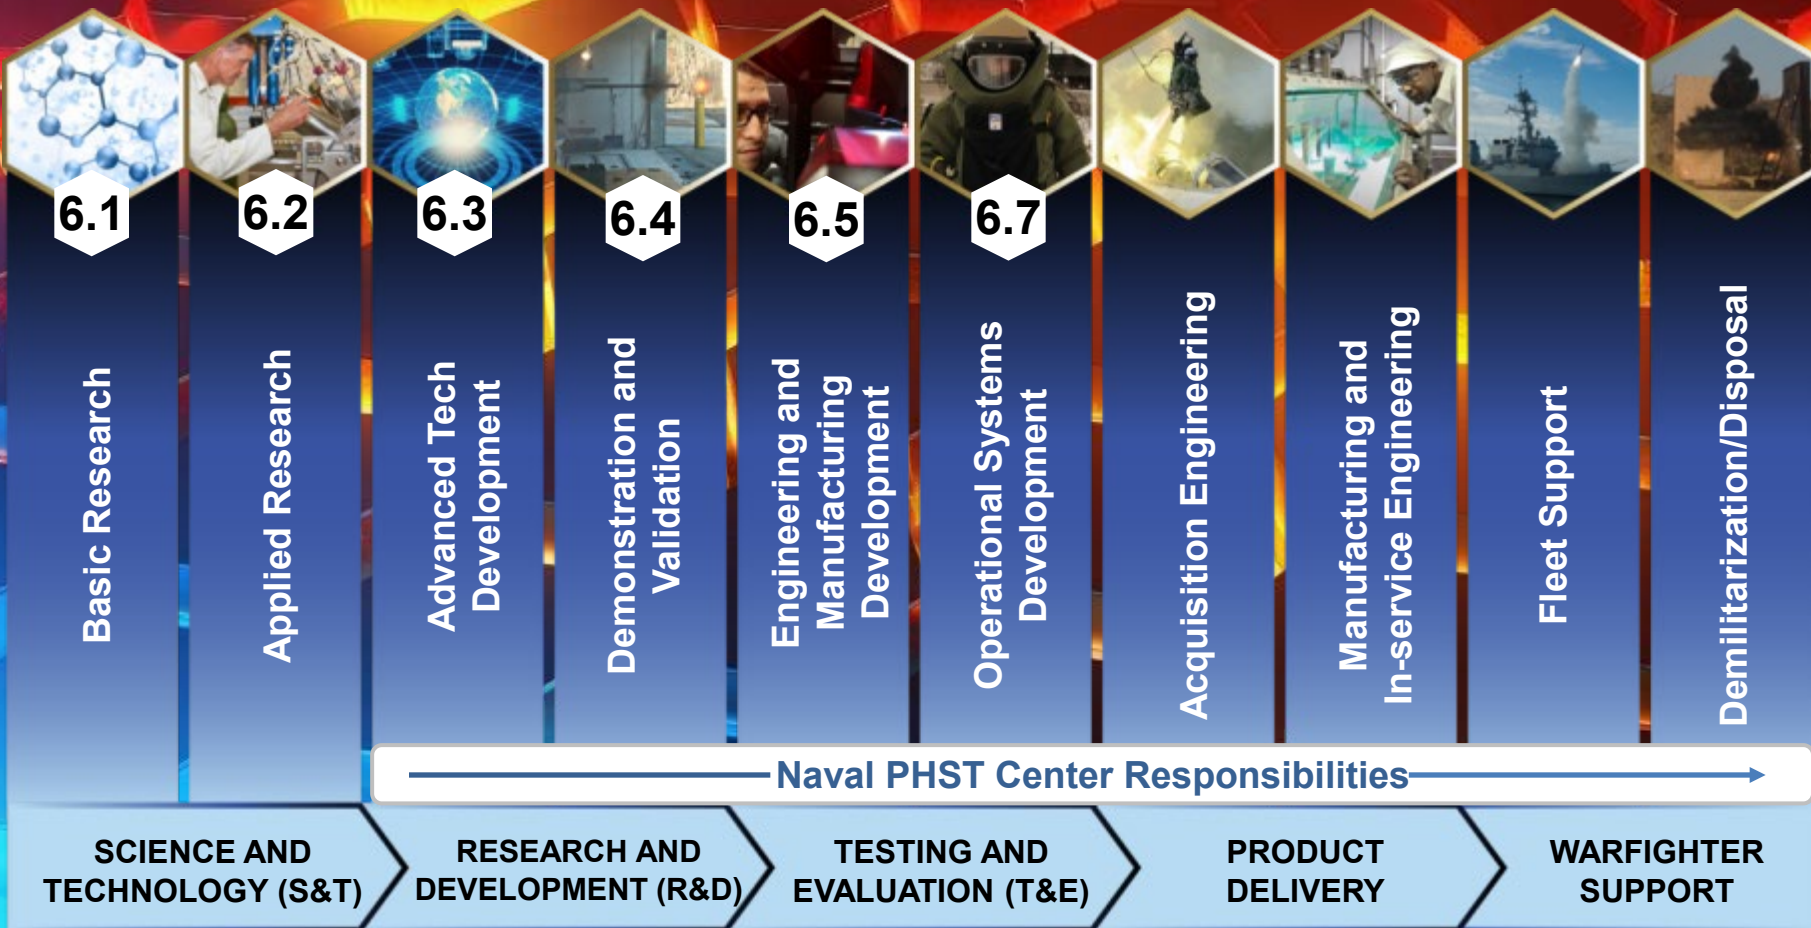 6.1
6.2
6.3
6.4
6.5
6.7
Basic Research
Applied Research
Advanced Tech
Development
Demonstration and
Validation
Engineering and
Manufacturing
Development
Operational Systems
Development
Acquisition Engineering
Manufacturing and
In-service Engineering
Fleet Support
Demilitarization/Disposal
Naval PHST Center Responsibilities
SCIENCE AND
TECHNOLOGY (S&T)
RESEARCH AND
DEVELOPMENT (R&D)
TESTING AND
EVALUATION (T&E)
PRODUCT
DELIVERY
WARFIGHTER
SUPPORT